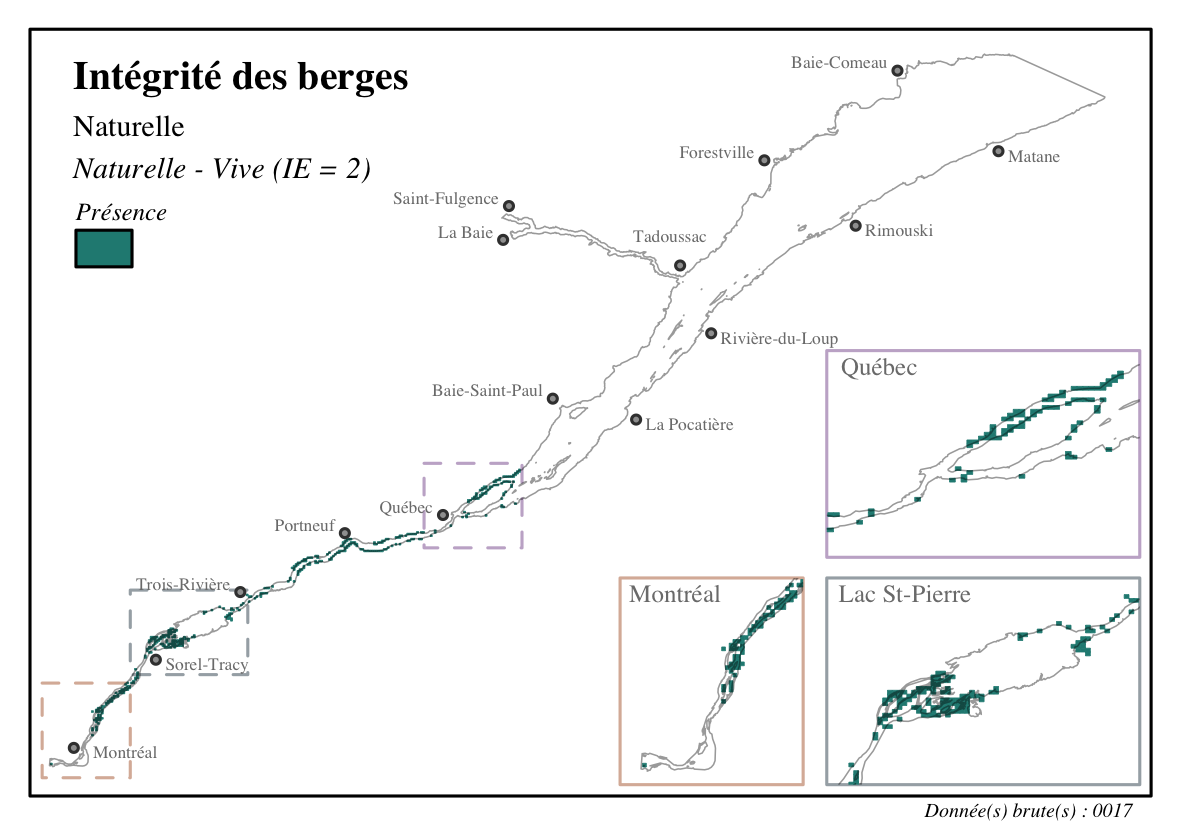 Intégrité des berges
Naturelle
Naturelle - Vive (IE = 2)
Présence
Baie-Comeau
Forestville
Matane
Saint-Fulgence
La Baie
Tadoussac
Rimouski
Rivière-du-Loup
Baie-Saint-Paul
La Pocatière
Québec
Portneuf
Trois-Rivière
Sorel-Tracy
Montréal
Québec
Montréal
Lac St-Pierre
Donnée(s) brute(s) : 0017